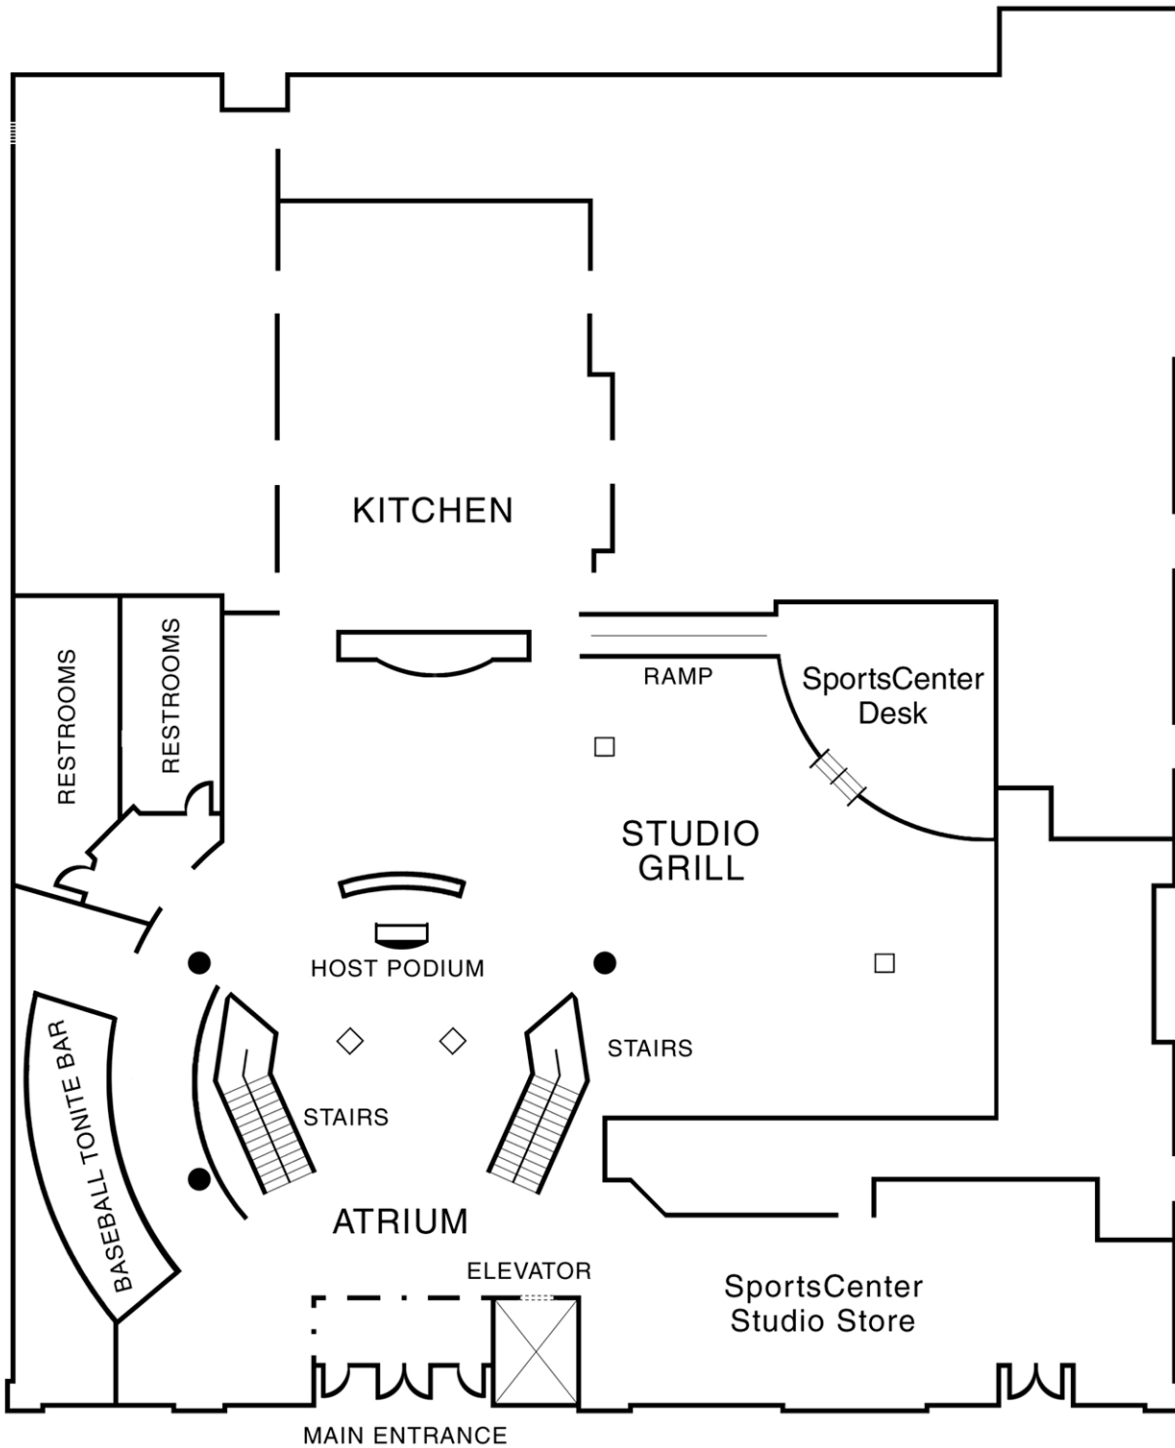 KITCHEN
RESTROOMS
RESTROOMS
RAMP
SportsCenter
Desk
STUDIO
GRILL
HOST PODIUM
STAIRS
STAIRS
BASEBALL TONITE BAR
ATRIUM
ELEVATOR
SportsCenter
Studio Store
MAIN ENTRANCE